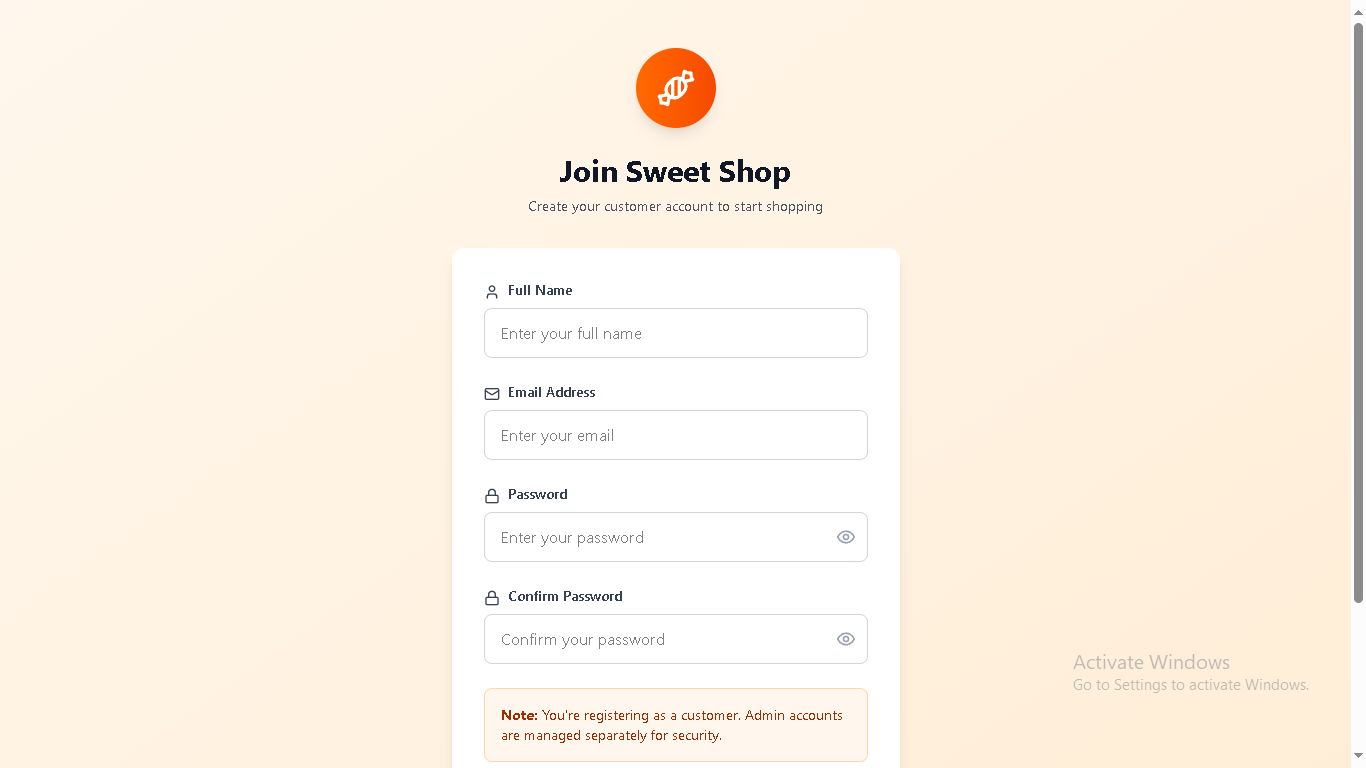 Join Sweet Shop
Create your customer account to start shopping
Full Name
Enter your full name
Email Address
Enter your email
Password
Enter your password
Confirm Password
Confirm your password
Note: You're registering as a customer. Admin accounts
are managed separately for security.
Activate Windows
Go to Settings to activate Windows.